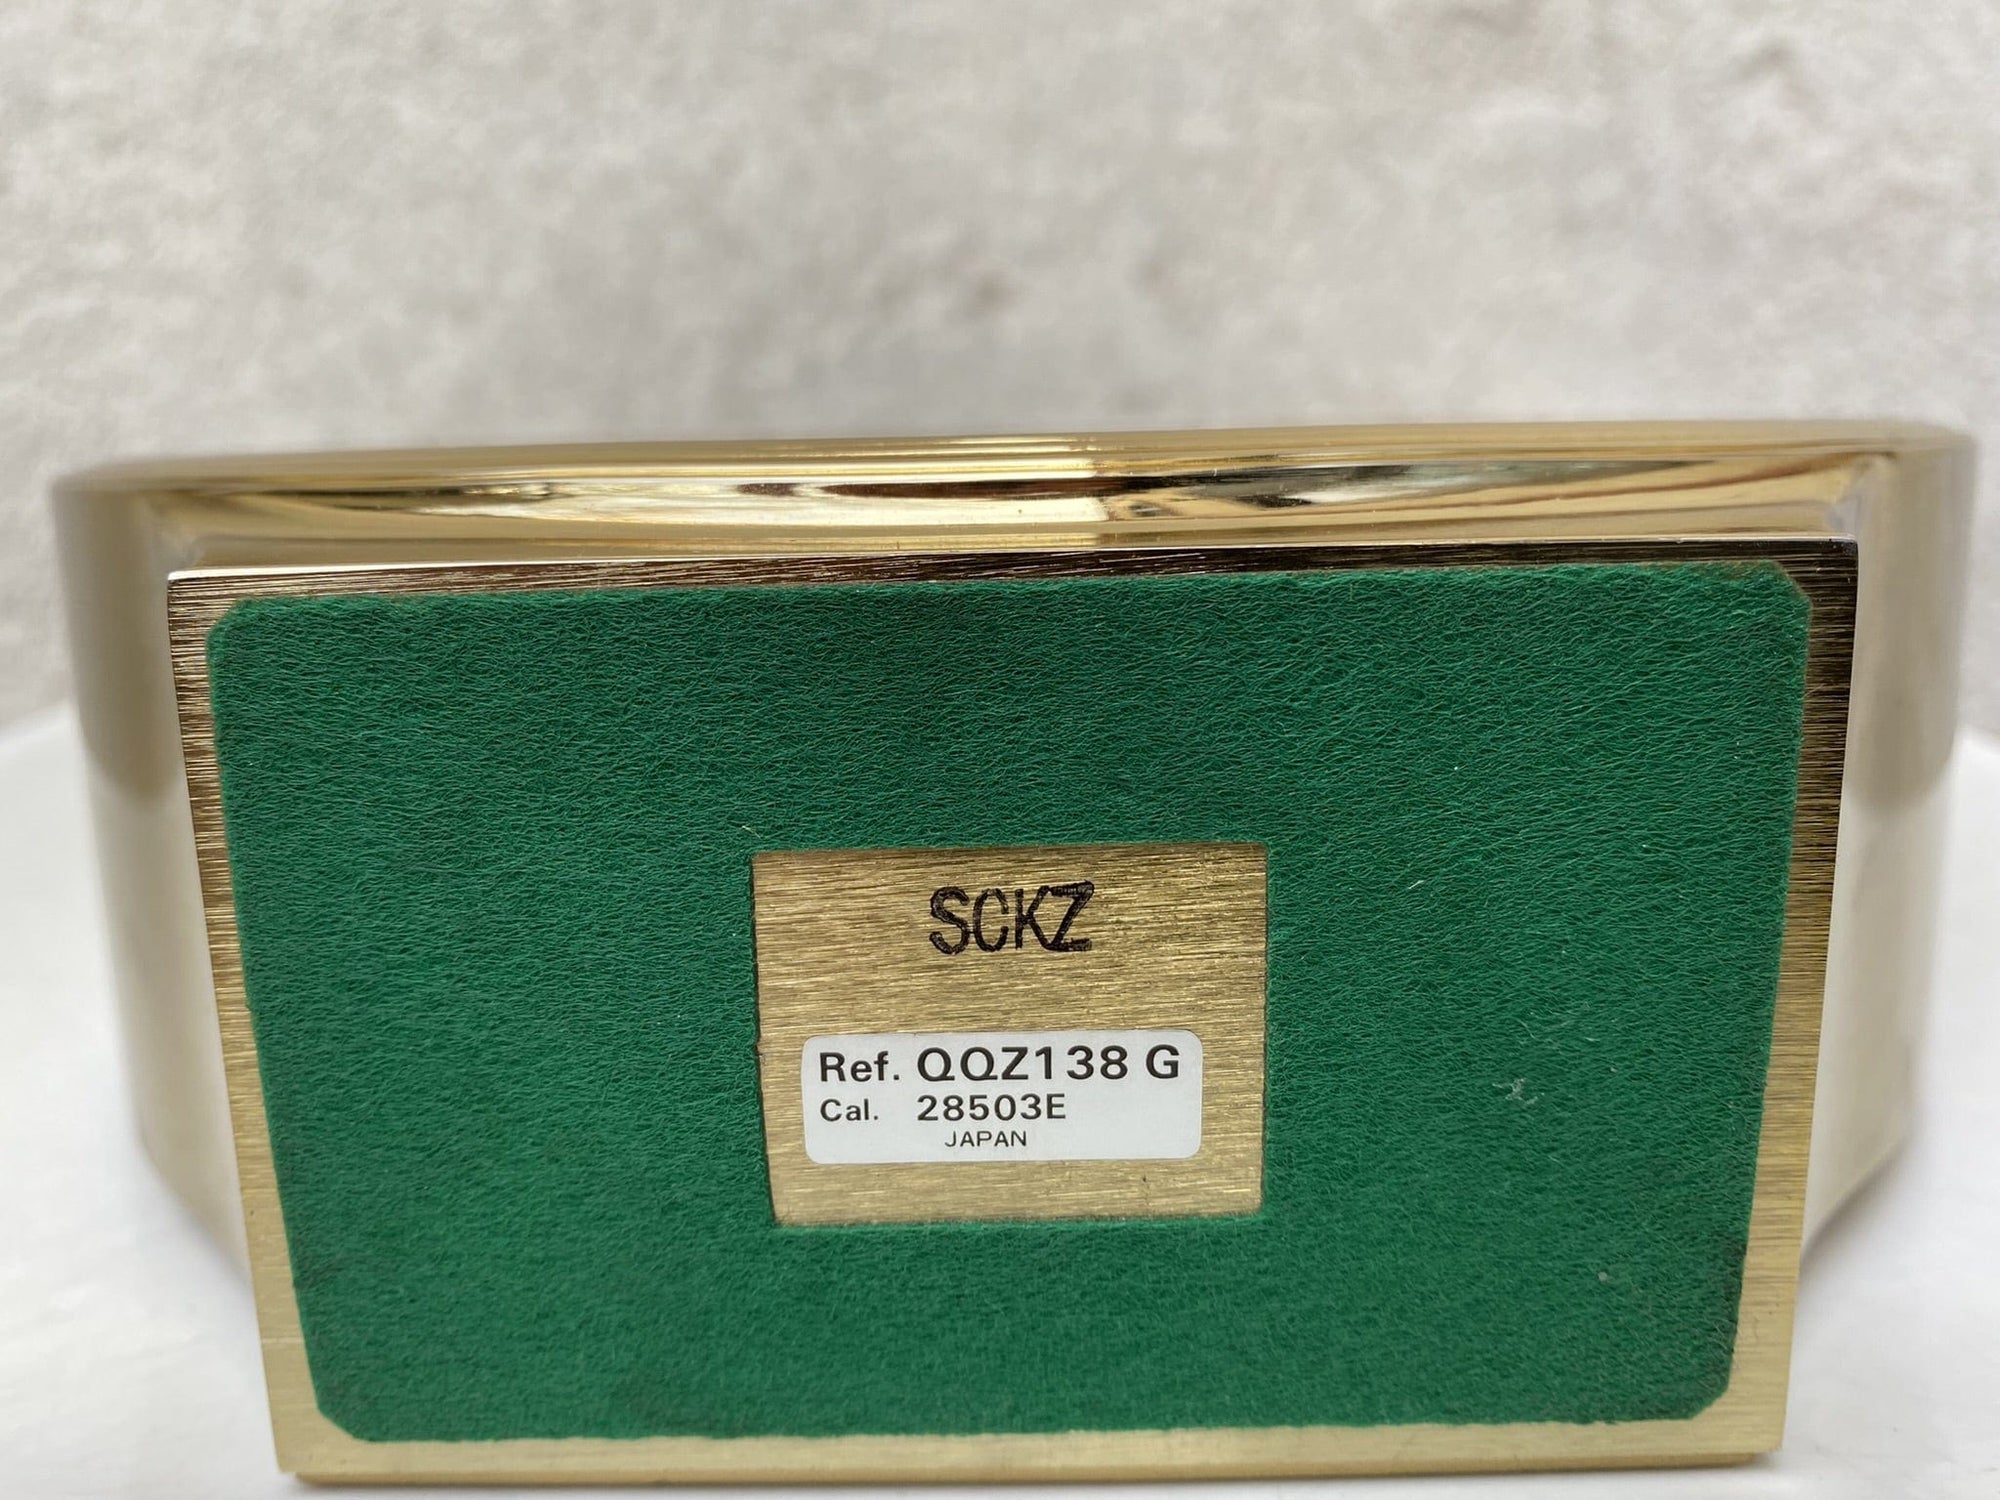 SCKZ
Ref. QQZ138 G
Cal. 28503E
JAPAN